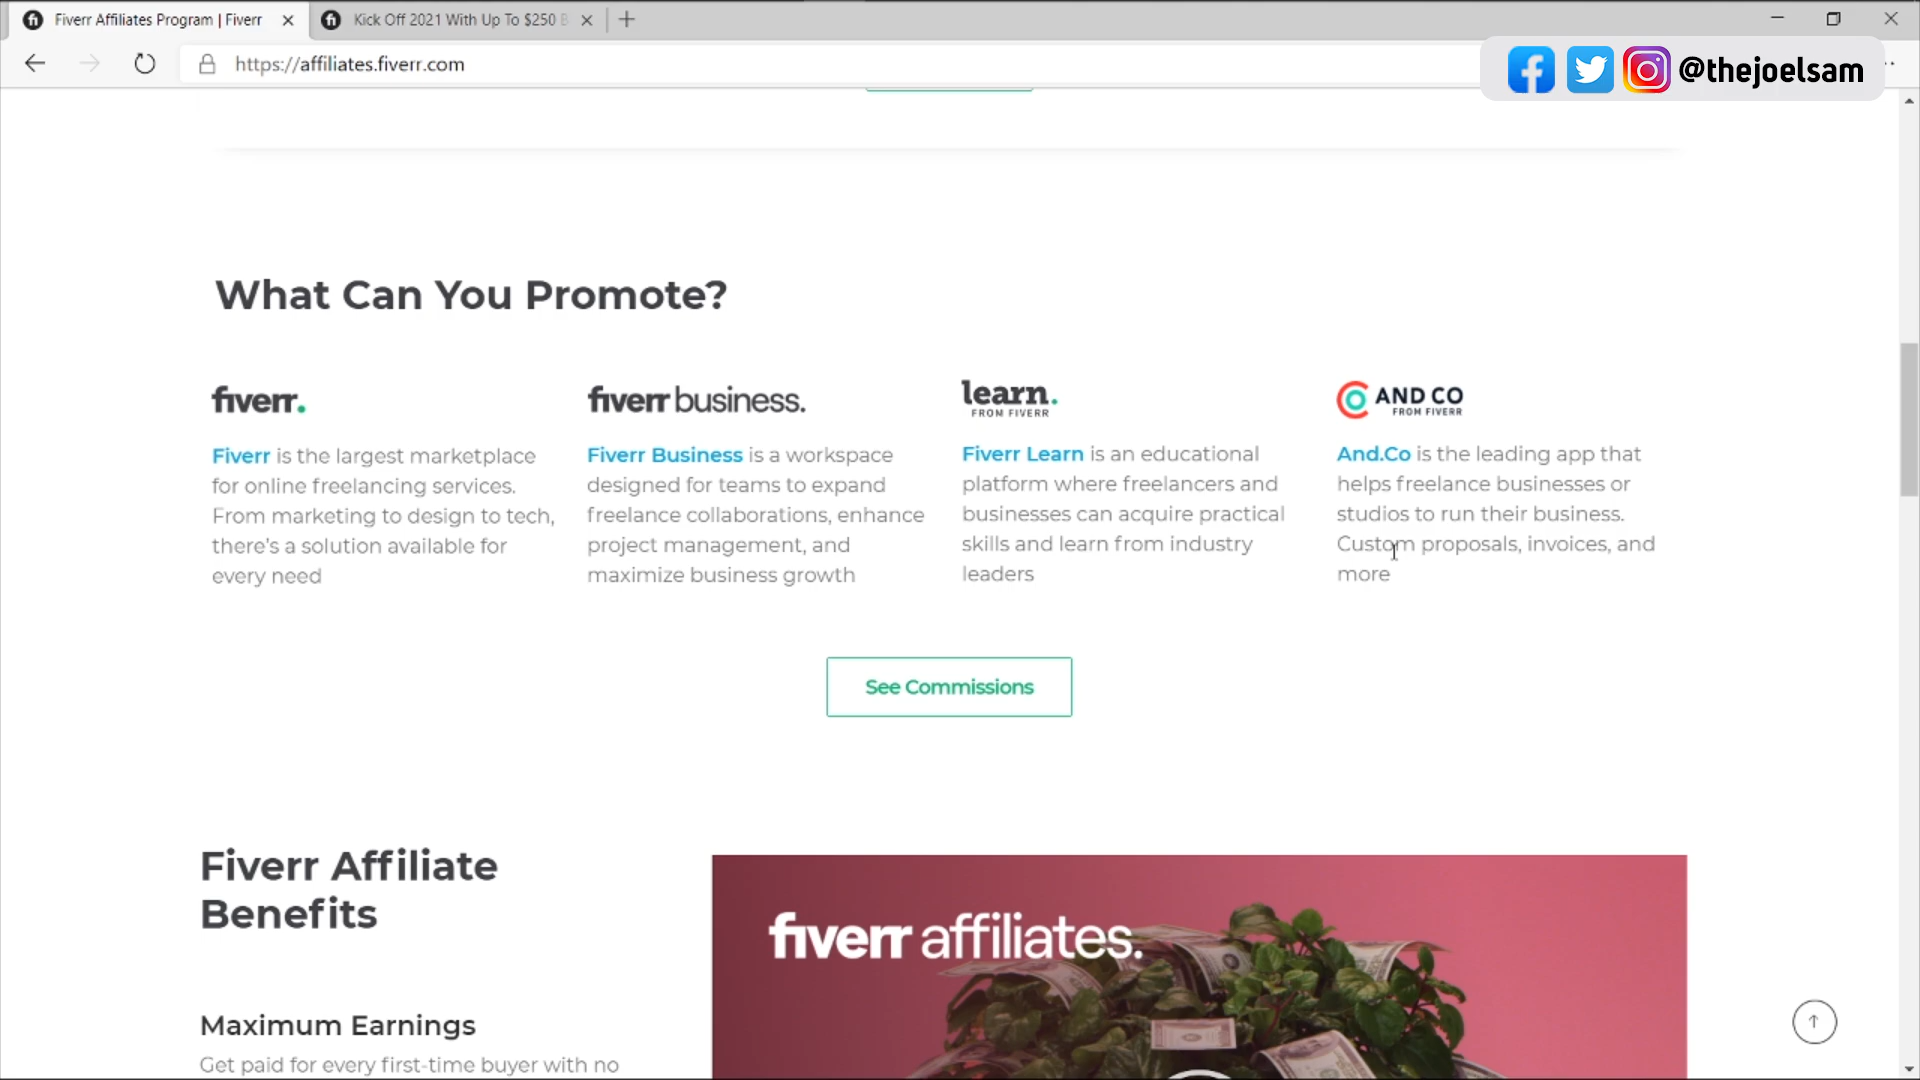 Fiverr Affiliates Program | Fiverr
Kick Off 2021 With Up To $250 B
https://affiliates.fiverr.com
@thejoelsam
What Can You Promote?
fiverr.
Fiverr is the largest marketplace
for online freelancing services.
From marketing to design to tech,
there's a solution available for
every need
fiverr business.
Fiverr Business is a workspace
designed for teams to expand
freelance collaborations, enhance
project management, and
maximize business growth
learn.
FROM FIVERR
Fiverr Learn is an educational
platform where freelancers and
businesses can acquire practical
skills and learn from industry
leaders
AND CO
FROM FIVERR
And.Co is the leading app that
helps freelance businesses or
studios to run their business.
Custom proposals, invoices, and
more
See Commissions
Fiverr Affiliate
Benefits
Maximum Earnings
Get paid for every first-time buyer with no
fiverr affiliates.